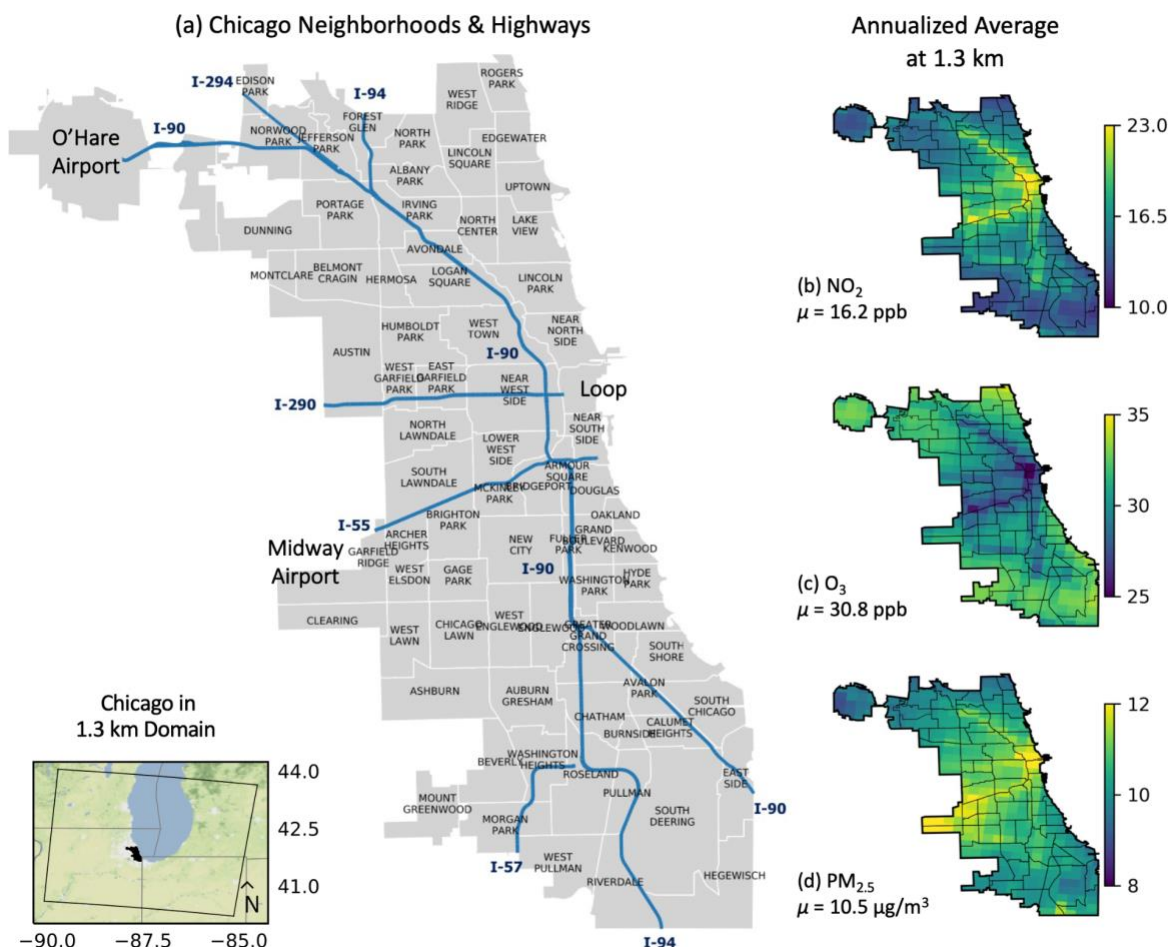 (a) Chicago Neighborhoods & Highways
Annualized Average
at 1.3 km
I-294
EDISON
PARK
I-94
ROGERS
PARK
WEST
RIDGE
O'Hare
Airport
I-90
NORWOOD
PARK
JEFFERSON
PARK
FOREST
GLEN
NORTH
PARK
EDGEWATER
LINCOLN
SQUARE
ALBANY
PARK
UPTOWN
PORTAGE
PARK
IRVING
PARK
NORTH
CENTER
LAKE
VIEW
DUNNING
AVONDALE
MONTCLARE
BELMONT
CRAGIN
HERMOSA
LOGAN
SQUARE
LINCOLN
PARK
HUMBOLDT
PARK
WEST
TOWN
NEAR
NORTH
SIDE
AUSTIN
I-90
WEST
GARFIELD
PARK
EAST
GARFIELD
PARK
NEAR
WEST
SIDE
Loop
I-290
NORTH
LAWNDALE
LOWER
WEST
SIDE
NEAR
SOUTH
SIDE
SOUTH
LAWNDALE
ARMOUR
SQUARE
MCKINLEY
PARK
BRIDGEPORT
DOUGLAS
I-55
BRIGHTON
PARK
OAKLAND
Midway
Airport
GARFIELD
RIDGE
ARCHER
HEIGHTS
NEW
CITY
FULLER
PARK
GRAND
BOULEVARD
KENWOOD
WEST
ELSDON
GAGE
PARK
I-90
WASHINGTON
PARK
HYDE
PARK
CLEARING
WEST
LAWN
CHICAGO
LAWN
WEST
ENGLEWOOD
ENGLEWOOD
GREATER
GRAND
CROSSING
WOODLAWN
SOUTH
SHORE
ASHBURN
AUBURN
GRESHAM
AVALON
PARK
SOUTH
CHICAGO
CHATHAM
BURNSIDE
CALUMET
HEIGHTS
BEVERLY
WASHINGTON
HEIGHTS
ROSELAND
PULLMAN
EAST
SIDE
I-90
MOUNT
GREENWOOD
MORGAN
PARK
SOUTH
DEERING
I-57
WEST
PULLMAN
RIVERDALE
HEGEWISCH
I-94
Chicago in
1.3 km Domain
44.0
42.5
41.0
N
−90.0
−87.5
−85.0
23.0
16.5
10.0
(b) NO₂
μ = 16.2 ppb
35
30
25
(c) O₃
μ = 30.8 ppb
12
10
8
(d) PM₂.₅
μ = 10.5 μg/m³